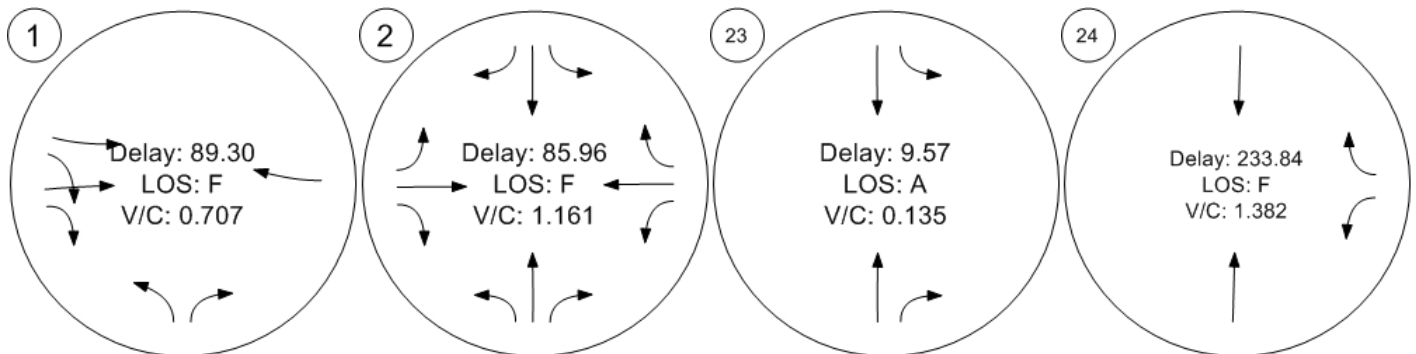 1
Delay: 89.30
LOS: F
V/C: 0.707
2
Delay: 85.96
LOS: F
V/C: 1.161
23
Delay: 9.57
LOS: A
V/C: 0.135
24
Delay: 233.84
LOS: F
V/C: 1.382